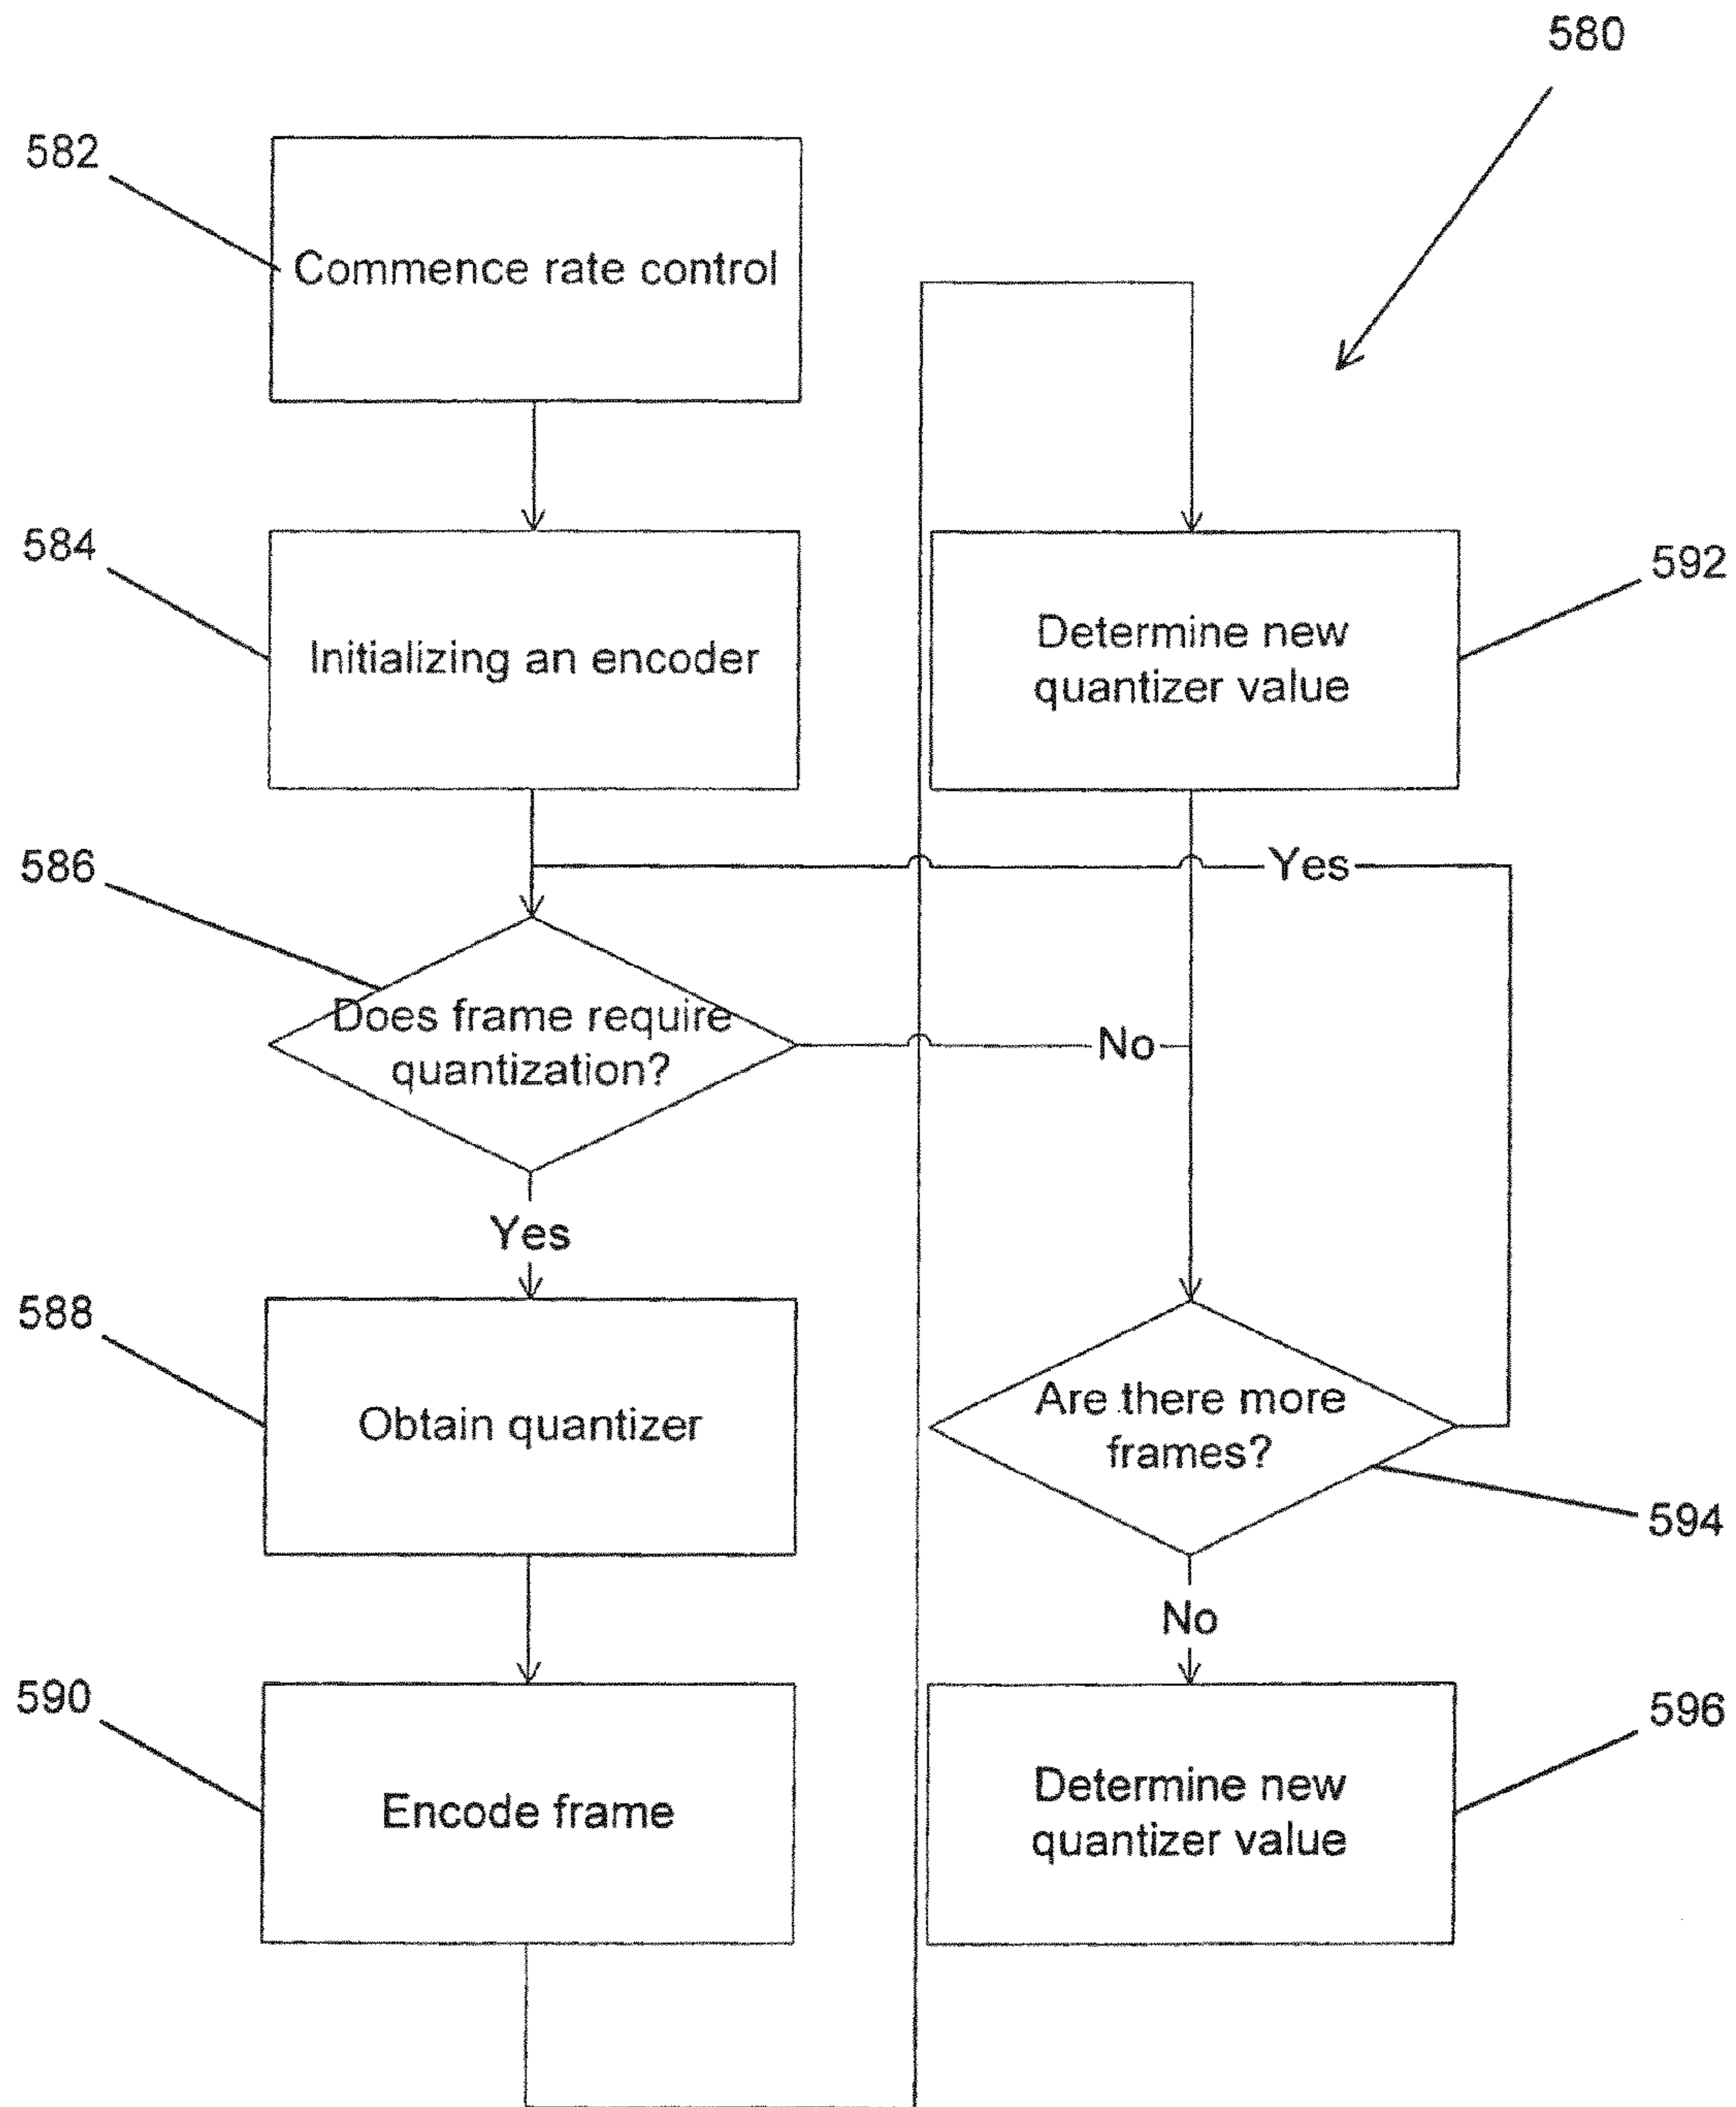 580
582
Commence rate control
584
Initializing an encoder
592
Determine new
quantizer value
586
Yes
Does frame require
quantization?
No
Yes
588
Obtain quantizer
Are there more
frames?
594
No
590
Encode frame
596
Determine new
quantizer value